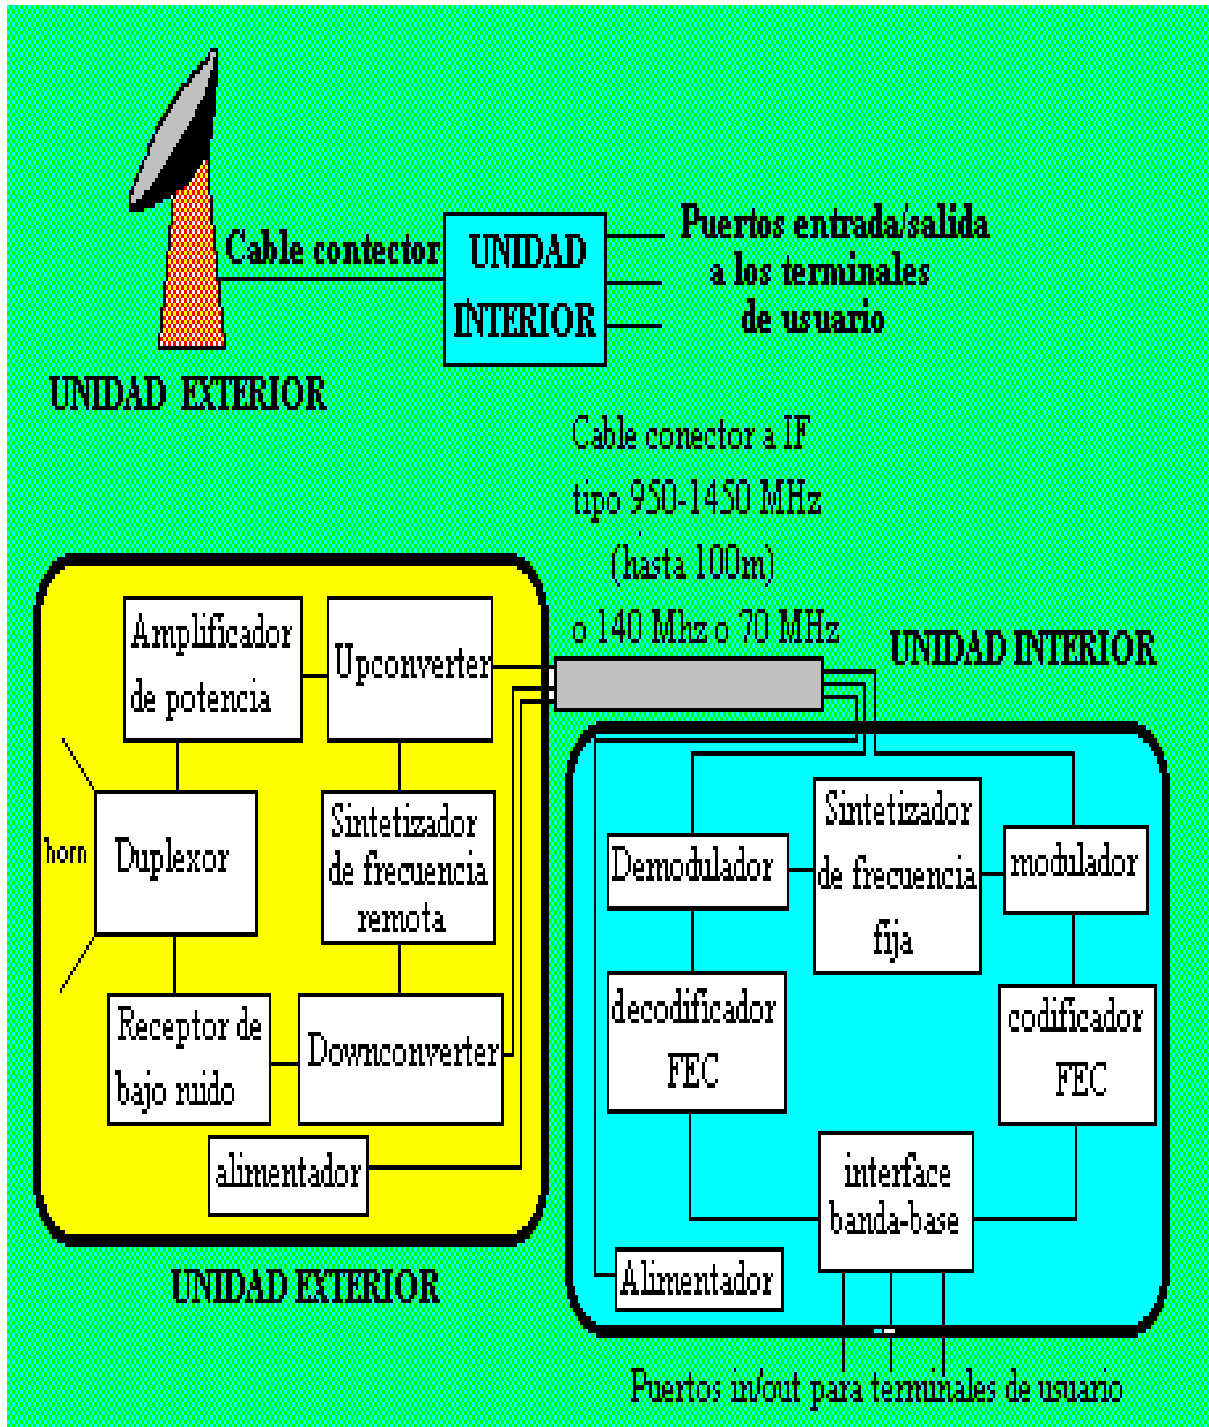 Cable contector
UNIDAD
INTERIOR
Puertos entrada/salida
a los terminales
de usuario
UNIDAD EXTERIOR
Cable conector a IF
tipo 950-1450 MHz
(hasta 100m)
o 140 Mhz o 70 MHz
UNIDAD INTERIOR
Amplificador
de potencia
Upconverter
horn
Duplexor
Sintetizador
de frecuencia
remota
Receptor de
bajo ruido
Downconverter
alimentador
UNIDAD EXTERIOR
Demodulador
Sintetizador
de frecuencia
fija
modulador
decodificador
FEC
codificador
FEC
interface
banda-base
Alimentador
Puertos in/out para terminales de usuario